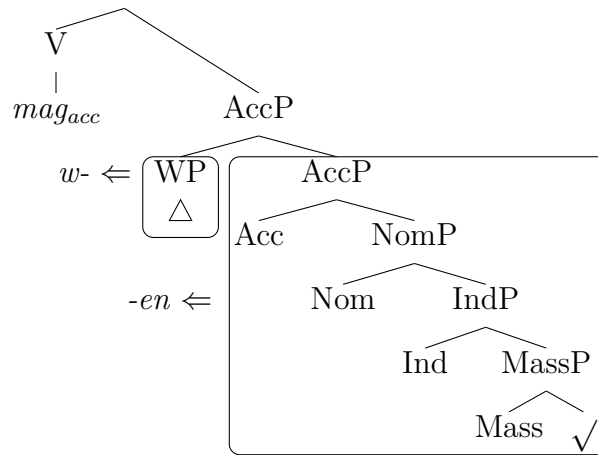 V
mag_acc
AccP
w- ⇐ WP AccP
△
Acc NomP
-en ⇐ Nom IndP
Ind MassP
Mass √